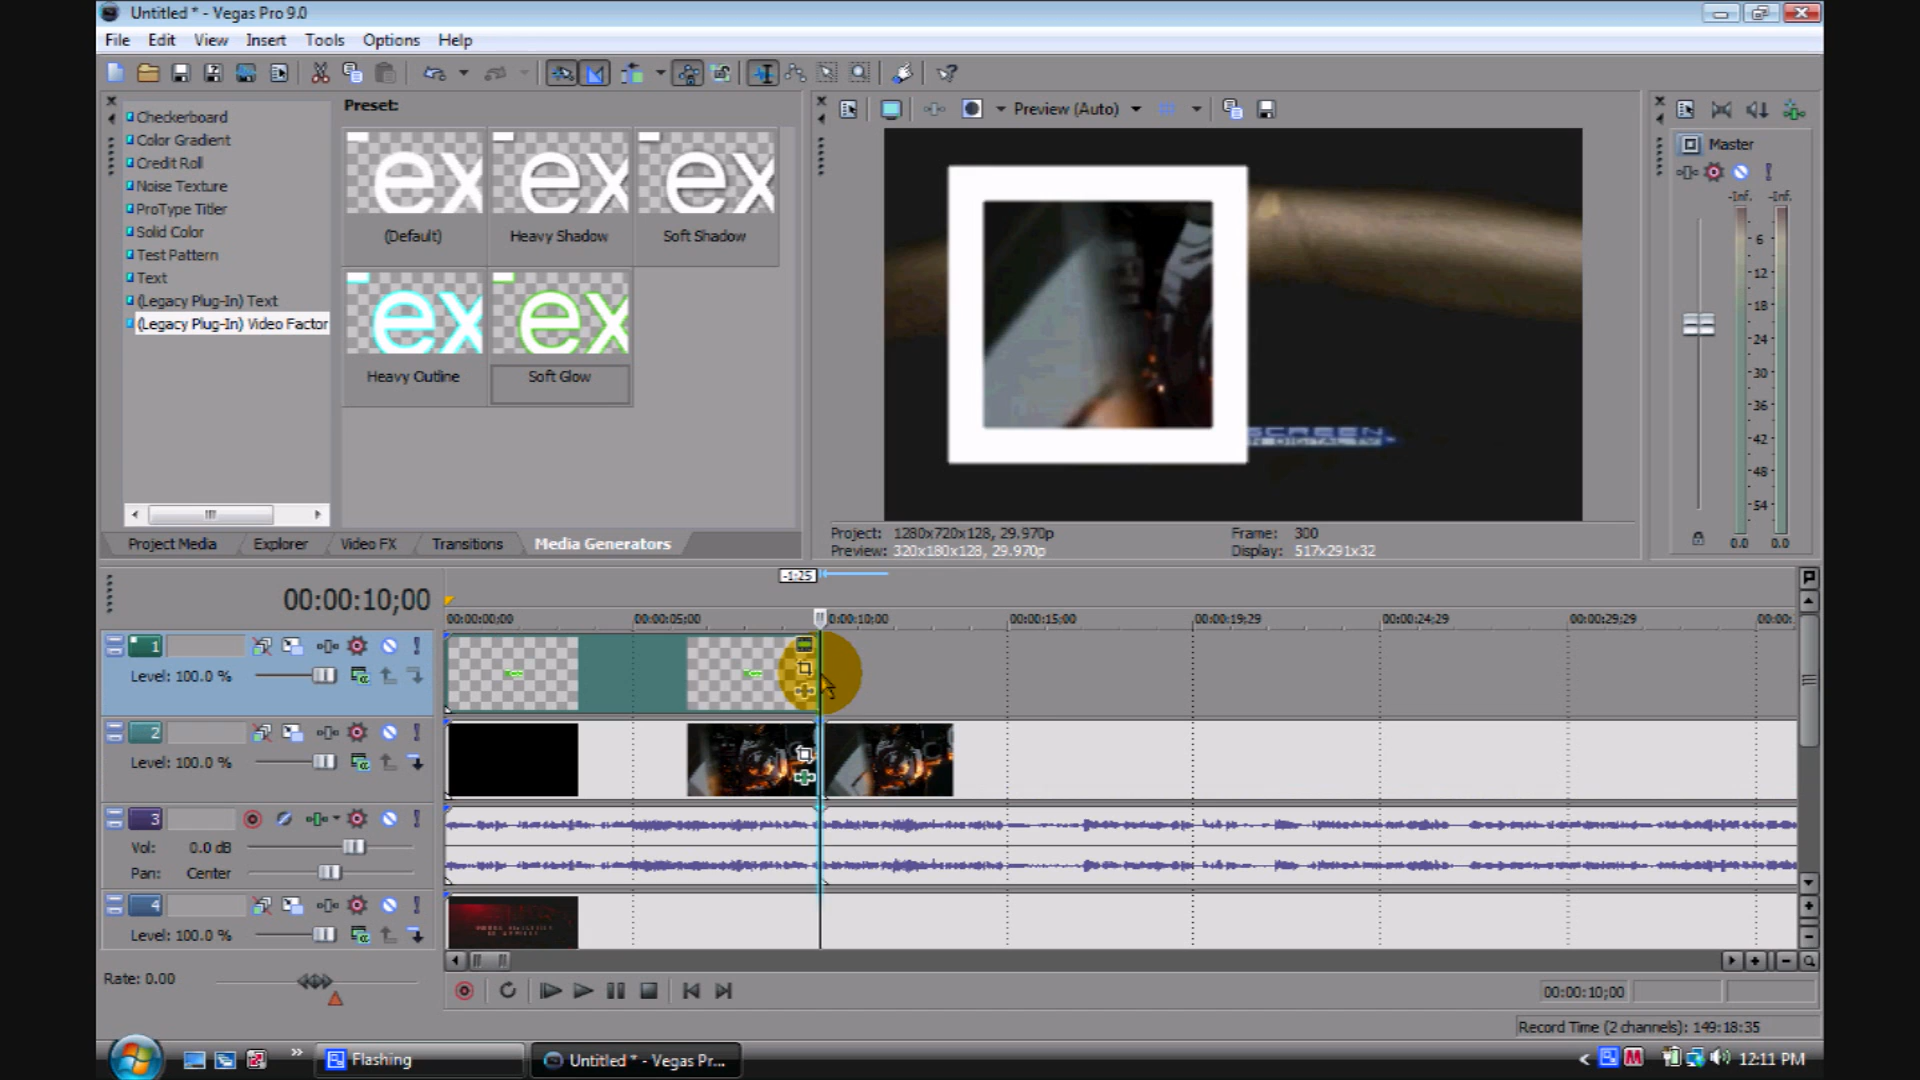 Untitled * - Vegas Pro 9.0
File Edit View Insert Tools Options Help
Checkerboard
Color Gradient
Credit Roll
Noise Texture
ProType Titler
Solid Color
Test Pattern
Text
(Legacy Plug-In) Text
(Legacy Plug-In) Video Factor
Preset:
ex ex ex
(Default) Heavy Shadow Soft Shadow
ex ex
Heavy Outline Soft Glow
Project Media Explorer Video FX Transitions Media Generators
Preview (Auto)
SCREEN
N DIGITAL TV
Project: 1280x720x128, 29.970p Frame: 300
Preview: 320x180x128, 29.970p Display: 517x291x32
Master
-Inf. -Inf.
6
-12
-18
-24
-30
-36
-42
-48
-54
0.0 0.0
-1:25
00:00:10;00
00:00:00;00 00:00:05;00 0:00:10;00 00:00:15;00 00:00:19;29 00:00:24;29 00:00:29;29 00:00:
1
Level: 100.0 %
2
Level: 100.0 %
3
Vol: 0.0 dB
Pan: Center
4
Level: 100.0 %
Rate: 0.00
00:00:10;00
Record Time (2 channels): 149:18:35
Flashing Untitled * - Vegas Pr... 12:11 PM